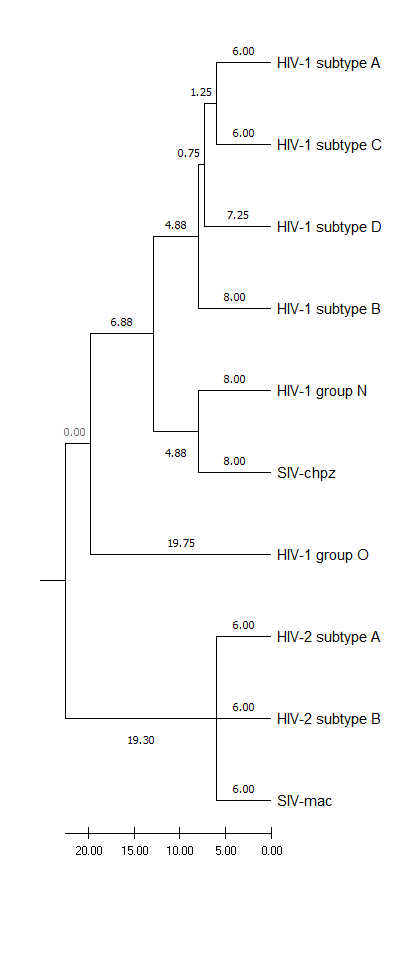 6.00
HIV-1 subtype A
1.25
6.00
HIV-1 subtype C
0.75
7.25
4.88
HIV-1 subtype D
8.00
HIV-1 subtype B
6.88
8.00
HIV-1 group N
0.00
4.88
8.00
SIV-chpz
19.75
HIV-1 group O
6.00
HIV-2 subtype A
6.00
HIV-2 subtype B
19.30
6.00
SIV-mac
20.00 15.00 10.00 5.00 0.00